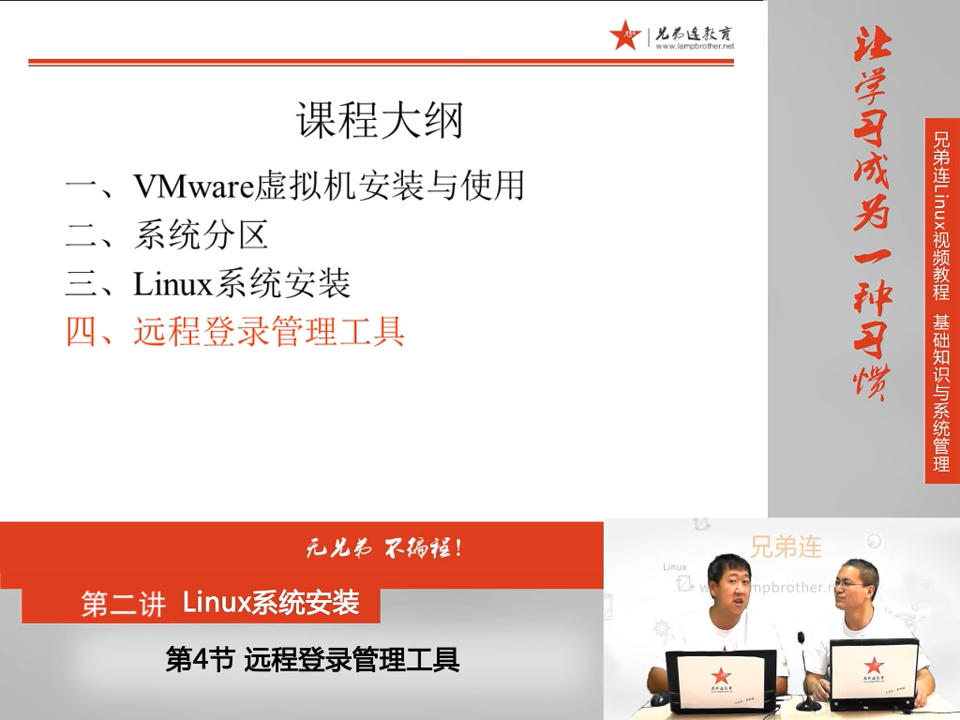 兄弟连教育
www.lampbrother.net
课程大纲
一、VMware虚拟机安装与使用
二、系统分区
三、Linux系统安装
四、远程登录管理工具
让学习成为一种习惯
兄弟连Linux视频教程 基础知识与系统管理
无兄弟 不编程!
第二讲 Linux系统安装
第4节 远程登录管理工具
兄弟连
Linux